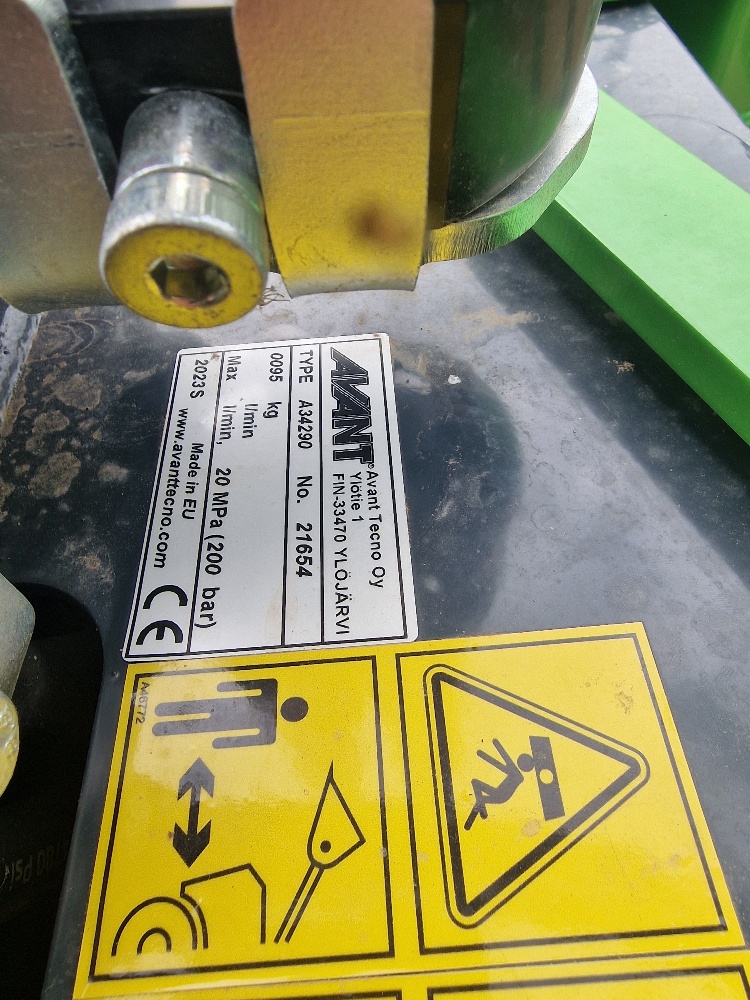 AVANT®
Avant Tecno Oy
Ylötie 1
FIN-33470 YLÖJÄRVI
TYPE A34290 No. 21654
0095 kg
l/min
Max l/min, 20 MPa (200 bar)
Made in EU
2023S www.avanttecno.com
CE
A46772